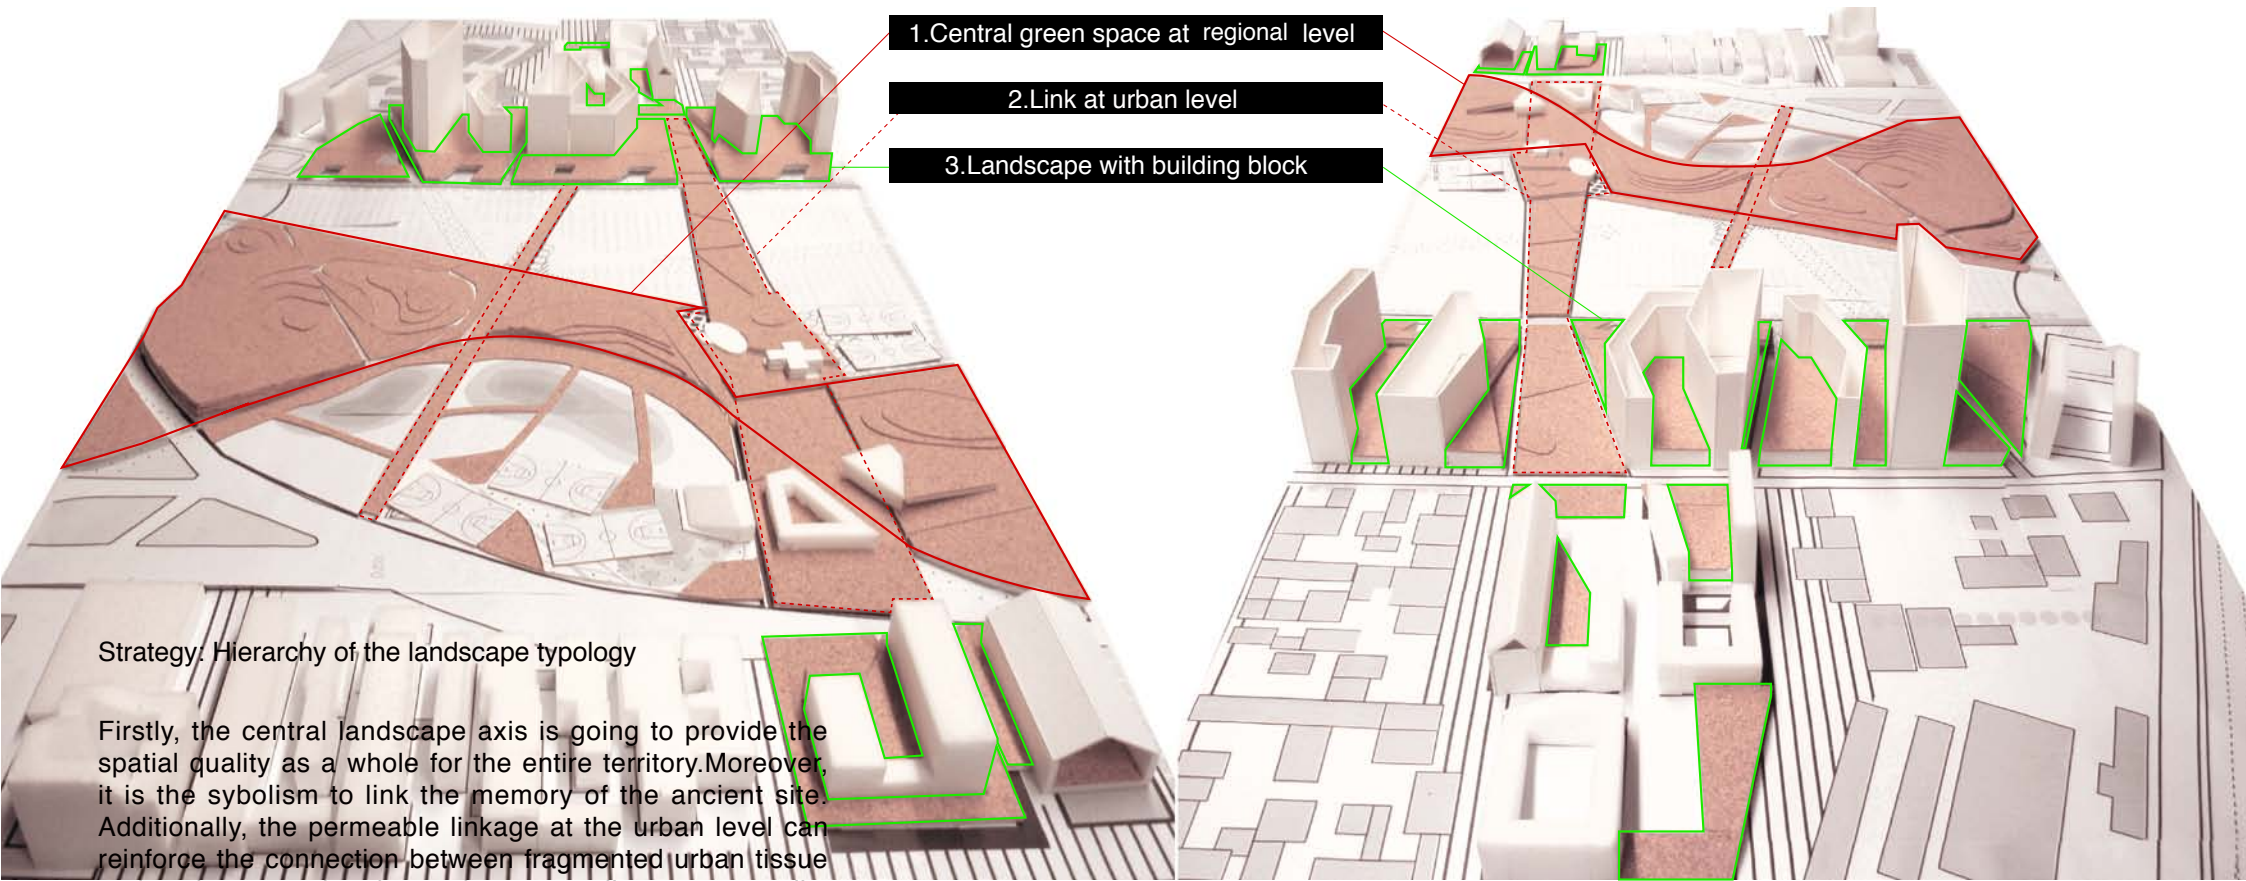 1.Central green space at regional level
2.Link at urban level
3.Landscape with building block
Strategy: Hierarchy of the landscape typology
Firstly, the central landscape axis is going to provide the
spatial quality as a whole for the entire territory.Moreover,
it is the sybolism to link the memory of the ancient site.
Additionally, the permeable linkage at the urban level can
reinforce the connection between fragmented urban tissue